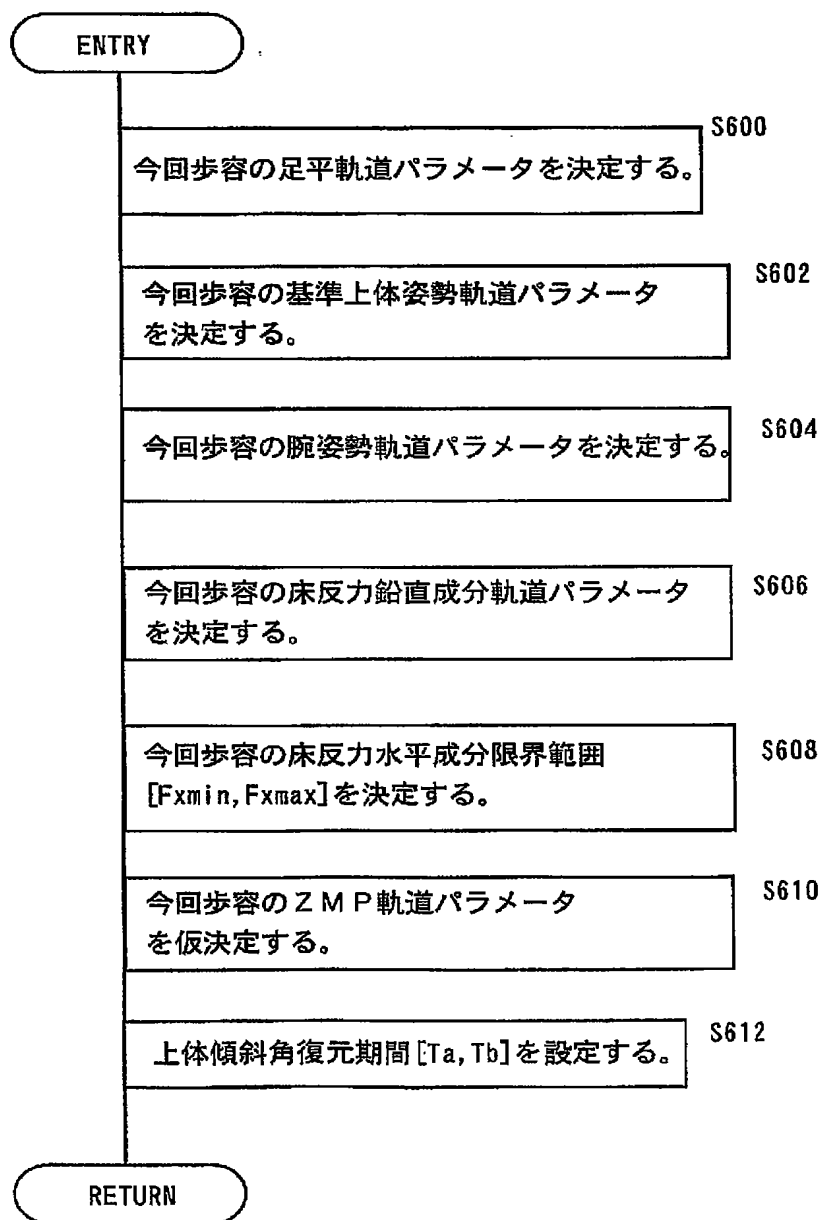 ENTRY
S600
今回歩容の足平軌道パラメータを決定する。
S602
今回歩容の基準上体姿勢軌道パラメータ
を決定する。
S604
今回歩容の腕姿勢軌道パラメータを決定する。
S606
今回歩容の床反力鉛直成分軌道パラメータ
を決定する。
S608
今回歩容の床反力水平成分限界範囲
[Fxmin,Fxmax]を決定する。
S610
今回歩容のZMP軌道パラメータ
を仮決定する。
S612
上体傾斜角復元期間[Ta,Tb]を設定する。
RETURN